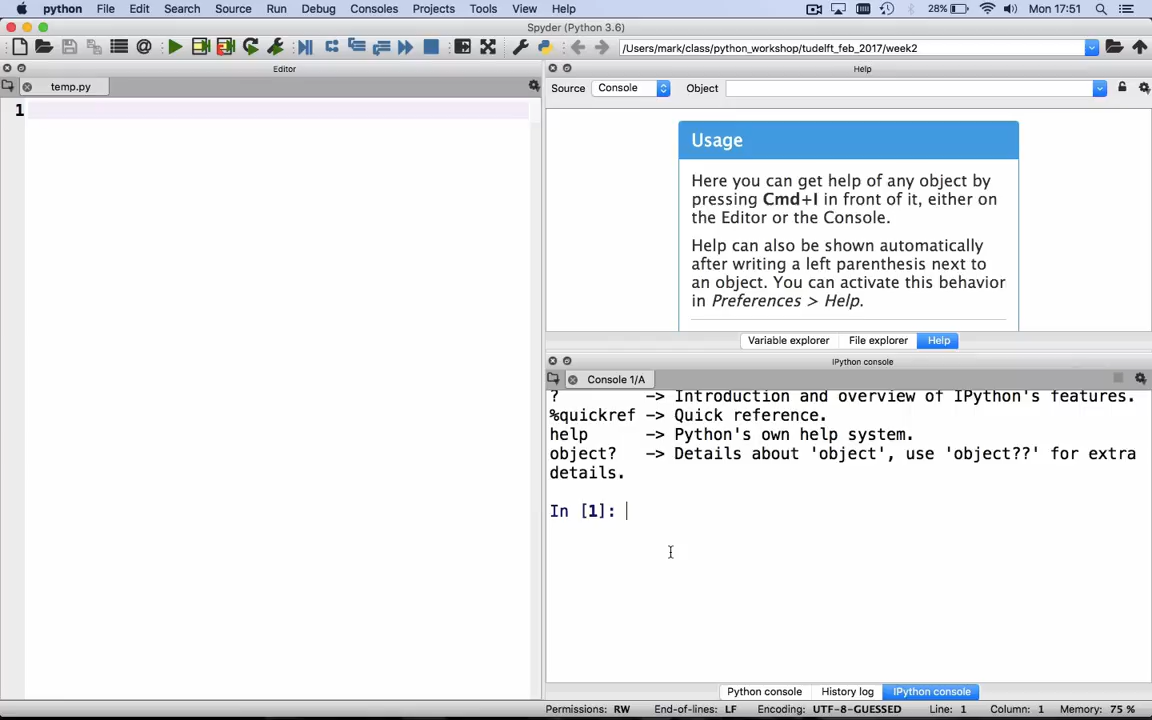 python File Edit Search Source Run Debug Consoles Projects Tools View Help 28% Mon 17:51
Spyder (Python 3.6)
/Users/mark/class/python_workshop/tudelft_feb_2017/week2
Editor
temp.py
1
Help
Source Console Object
Usage
Here you can get help of any object by
pressing Cmd+I in front of it, either on
the Editor or the Console.
Help can also be shown automatically
after writing a left parenthesis next to
an object. You can activate this behavior
in Preferences > Help.
Variable explorer File explorer Help
IPython console
Console 1/A
? -> Introduction and overview of IPython's features.
%quickref -> Quick reference.
help -> Python's own help system.
object? -> Details about 'object', use 'object??' for extra
details.
In [1]:
Python console History log IPython console
Permissions: RW End-of-lines: LF Encoding: UTF-8-GUESSED Line: 1 Column: 1 Memory: 75 %